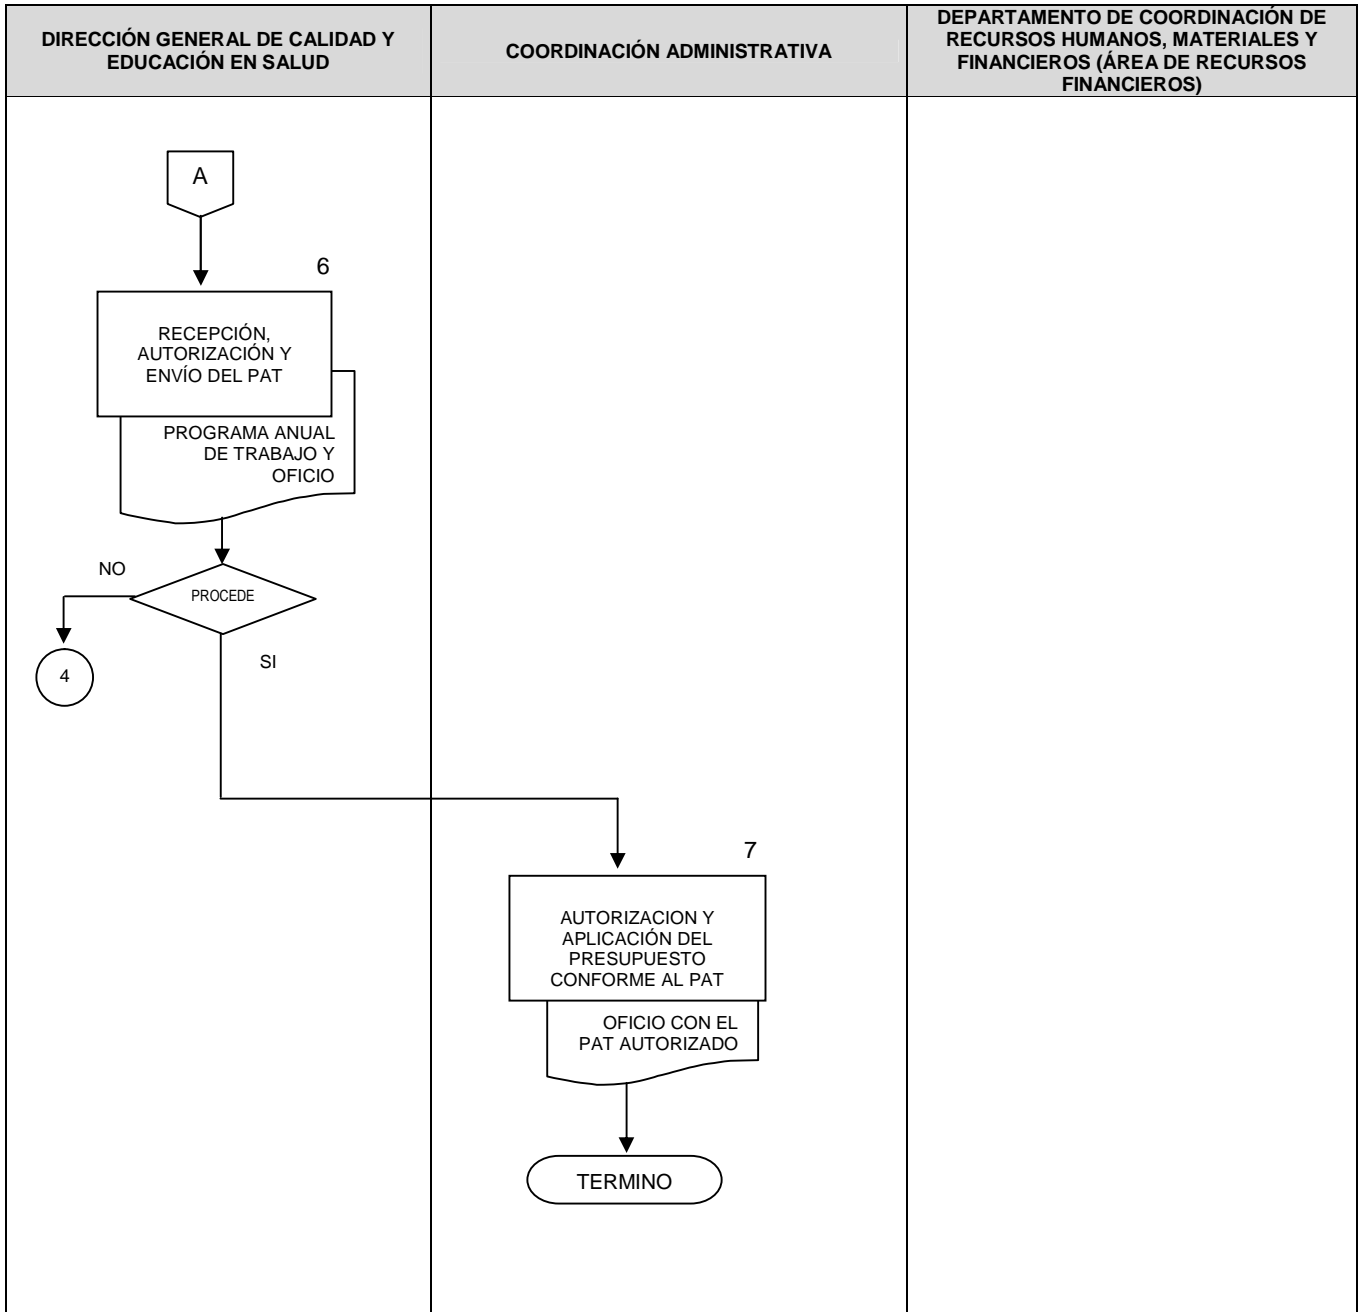 DIRECCIÓN GENERAL DE CALIDAD Y
EDUCACIÓN EN SALUD
COORDINACIÓN ADMINISTRATIVA
DEPARTAMENTO DE COORDINACIÓN DE
RECURSOS HUMANOS, MATERIALES Y
FINANCIEROS (ÁREA DE RECURSOS
FINANCIEROS)
A
6
RECEPCIÓN,
AUTORIZACIÓN Y
ENVÍO DEL PAT
PROGRAMA ANUAL
DE TRABAJO Y
OFICIO
NO
PROCEDE
4
SI
7
AUTORIZACION Y
APLICACIÓN DEL
PRESUPUESTO
CONFORME AL PAT
OFICIO CON EL
PAT AUTORIZADO
TERMINO